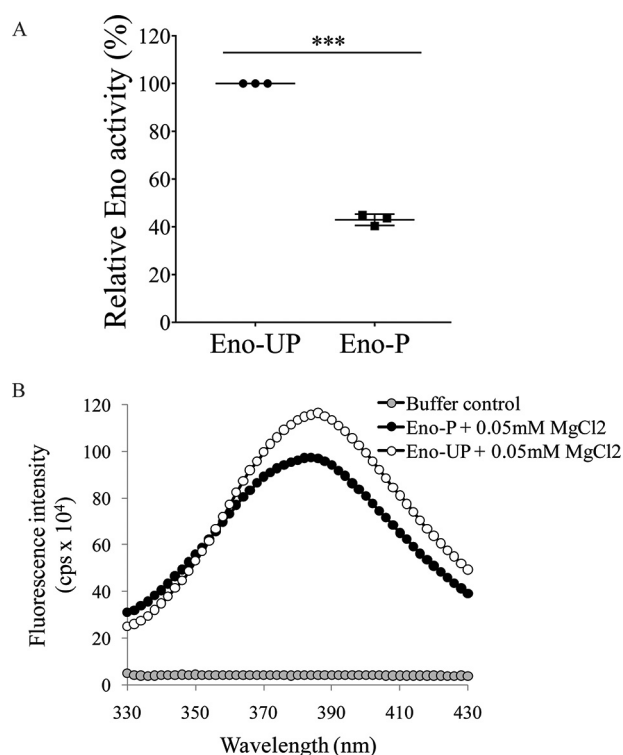 A
Relative Eno activity (%)
120
100
80
60
40
20
0
***
Eno-UP Eno-P
B
Fluorescence intensity
(cps x 10⁴)
120
100
80
60
40
20
0
Buffer control
Eno-P + 0.05mM MgCl2
Eno-UP + 0.05mM MgCl2
330 350 370 390 410 430
Wavelength (nm)